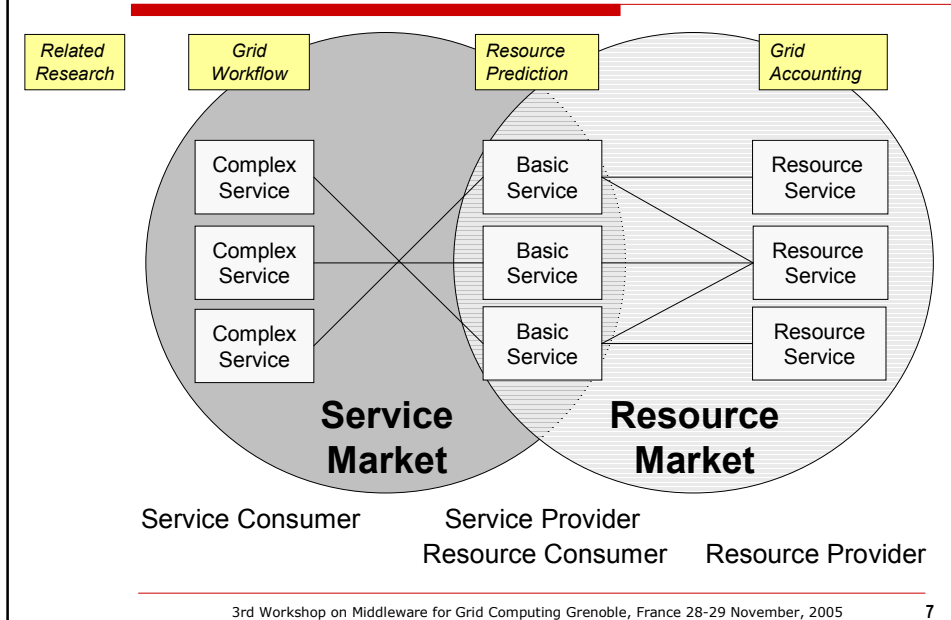 Related
Research
Grid
Workflow
Resource
Prediction
Grid
Accounting
Complex
Service
Basic
Service
Resource
Service
Complex
Service
Basic
Service
Resource
Service
Complex
Service
Basic
Service
Resource
Service
Service
Market
Resource
Market
Service Consumer
Service Provider
Resource Consumer
Resource Provider
3rd Workshop on Middleware for Grid Computing Grenoble, France 28-29 November, 2005
7